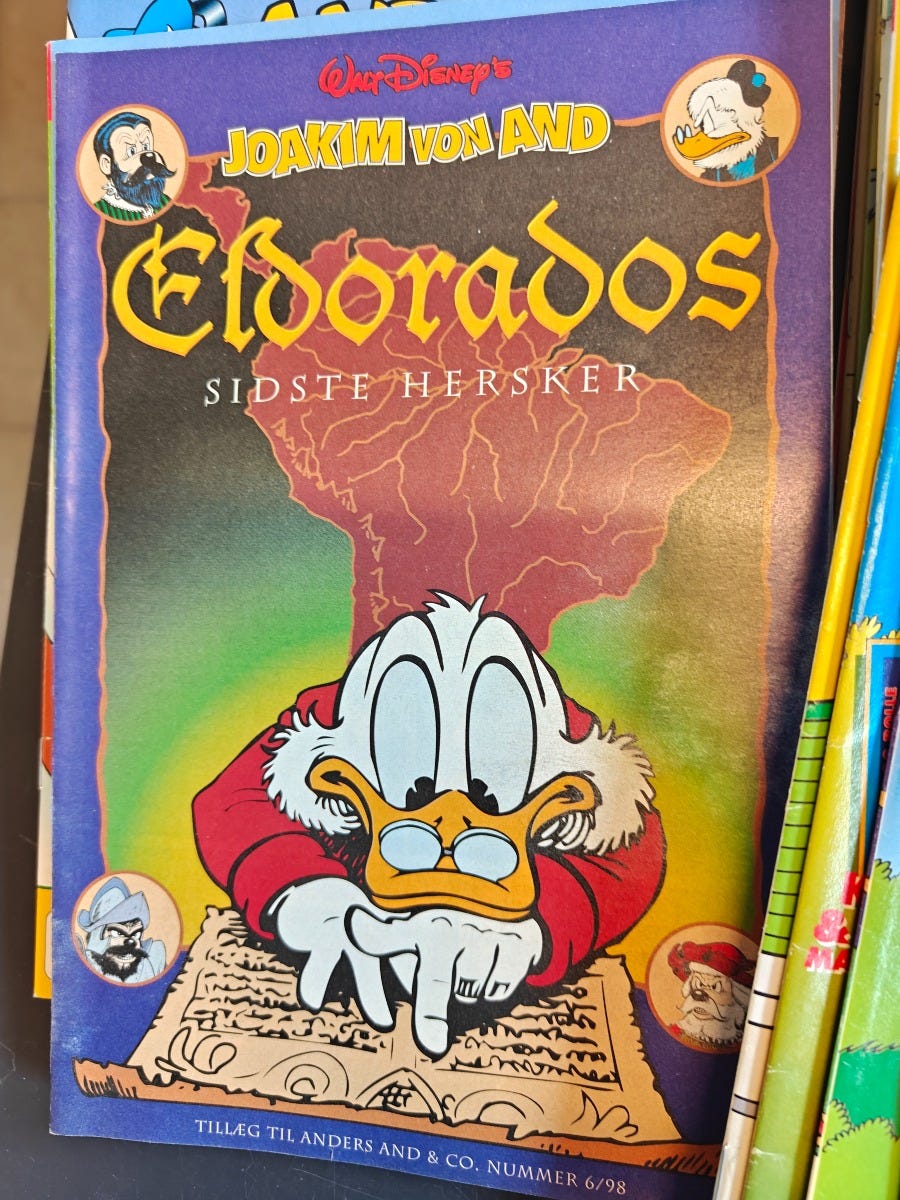 WALT DISNEY'S
JOAKIM VON AND
Eldorados
SIDSTE HERSKER
TILLÆG TIL ANDERS AND & CO. NUMMER 6/98